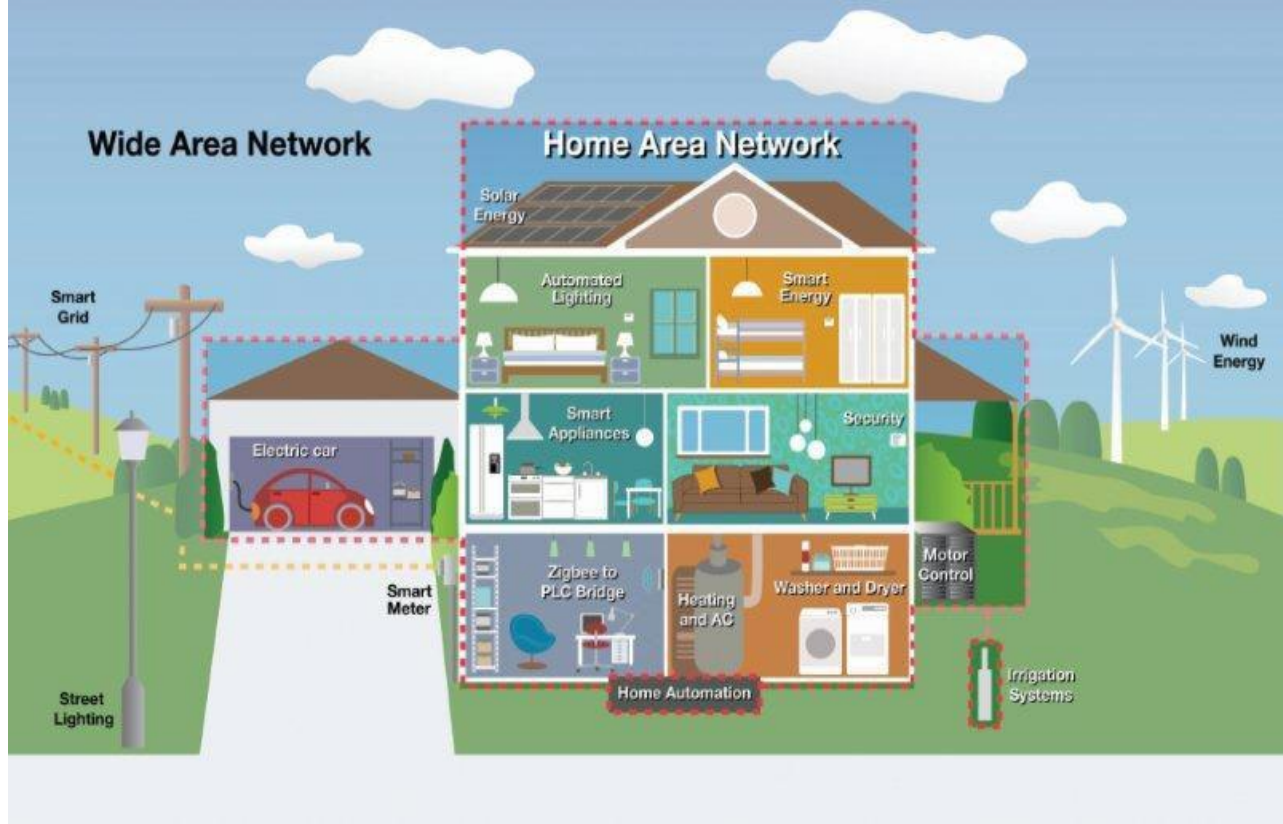 Wide Area Network
Home Area Network
Solar
Energy
Automated
Lighting
Smart
Energy
Smart
Grid
Wind
Energy
Electric car
Smart
Appliances
Security
Smart
Meter
Zigbee to
PLC Bridge
Heating
and AC
Washer and Dryer
Motor
Control
Street
Lighting
Home Automation
Irrigation
Systems